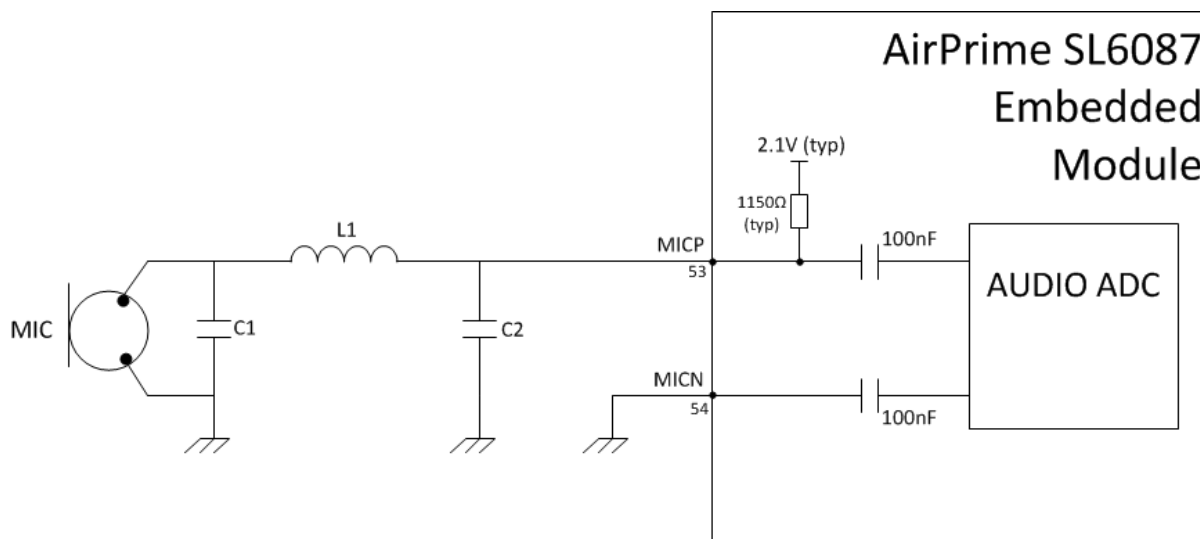 AirPrime SL6087
Embedded
Module
2.1V (typ)
1150Ω
(typ)
L1
MICP
53
100nF
AUDIO ADC
MIC
C1
C2
MICN
54
100nF